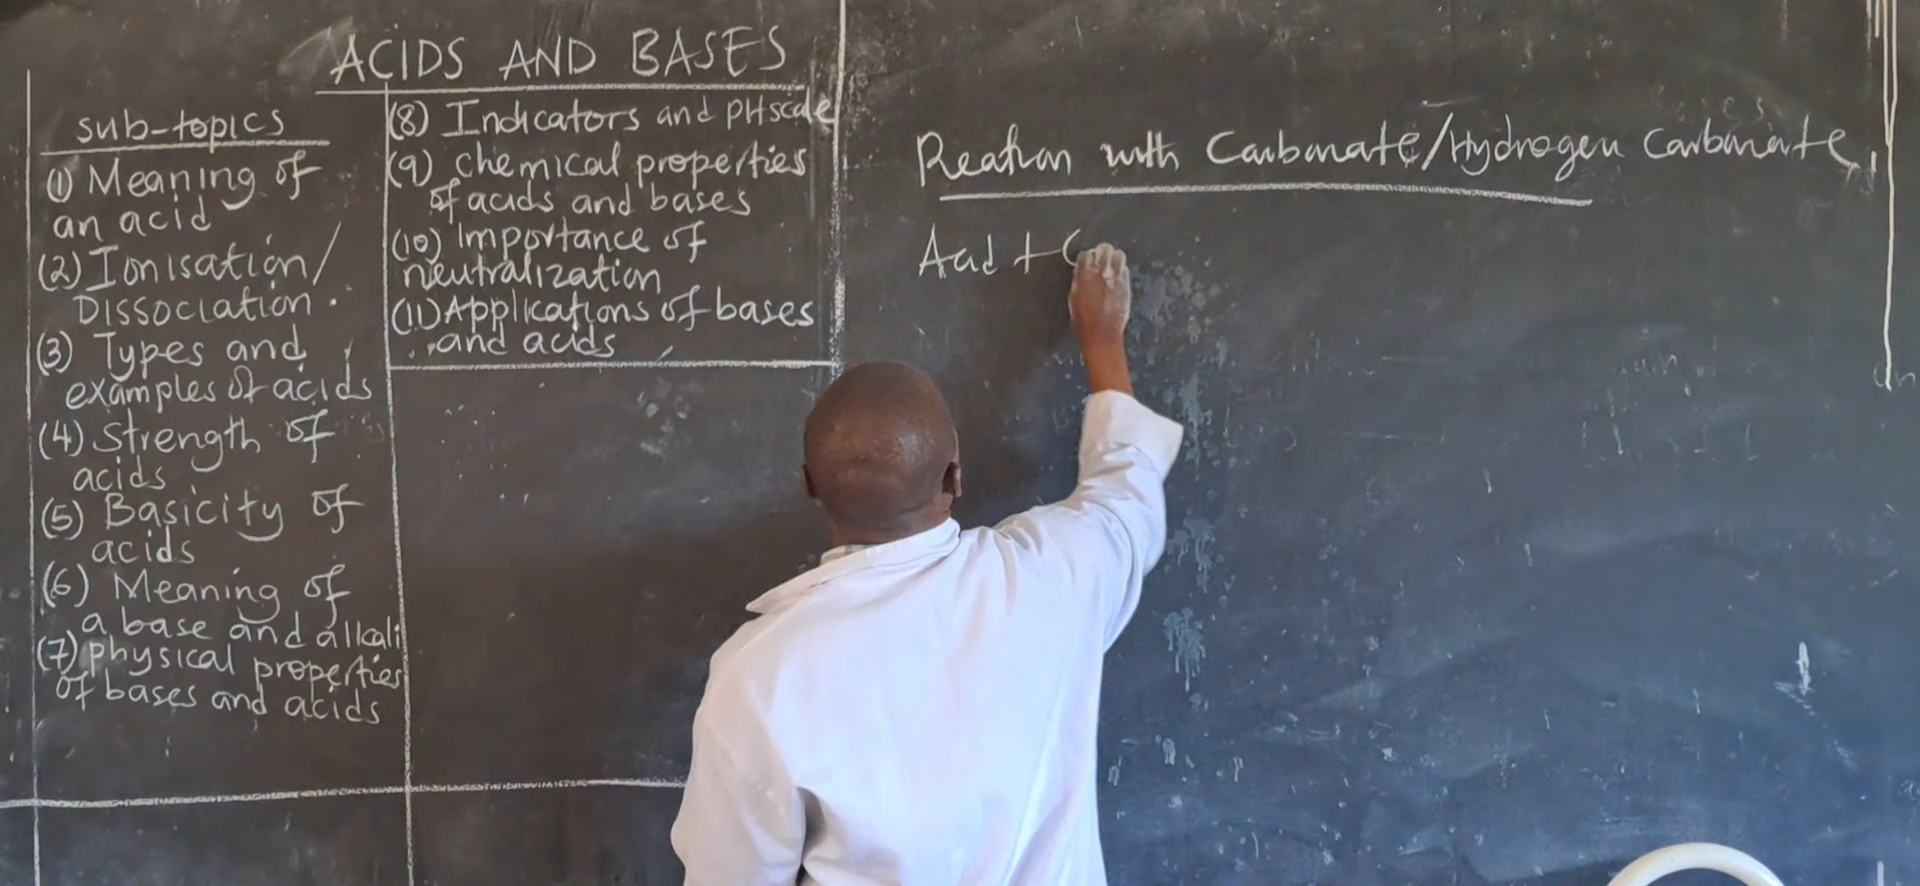 ACIDS AND BASES
sub-topics
(1) Meaning of
an acid
(2) Ionisation/
Dissociation.
(3) Types and
examples of acids
(4) Strength of
acids
(5) Basicity of
acids
(6) Meaning of
a base and alkali
(7) physical properties
of bases and acids
(8) Indicators and pHscale
(9) chemical properties
of acids and bases
(10) Importance of
neutralization
(11) Applications of bases
and acids
Reation with Carbonate/Hydrogen Carbonate
Acid + C